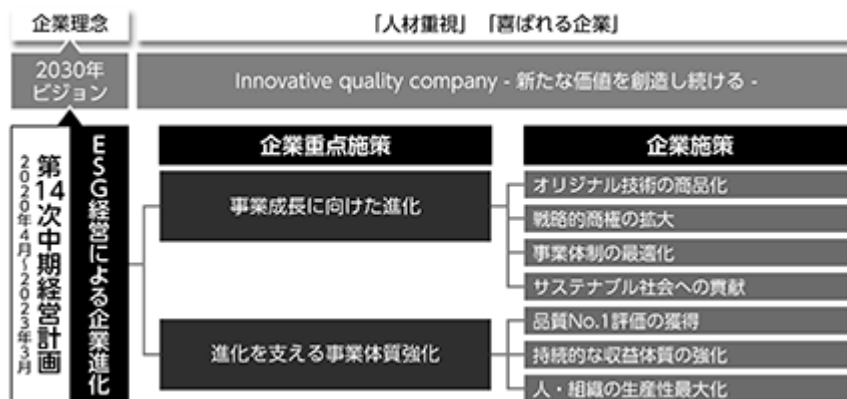 企業理念
「人材重視」「喜ばれる企業」
2030年
ビジョン
Innovative quality company - 新たな価値を創造し続ける -
第14次中期経営計画
2020年4月~2023年3月
ESG経営による企業進化
企業重点施策
企業施策
事業成長に向けた進化
オリジナル技術の商品化
戦略的商権の拡大
事業体制の最適化
サステナブル社会への貢献
進化を支える事業体質強化
品質No.1評価の獲得
持続的な収益体質の強化
人・組織の生産性最大化